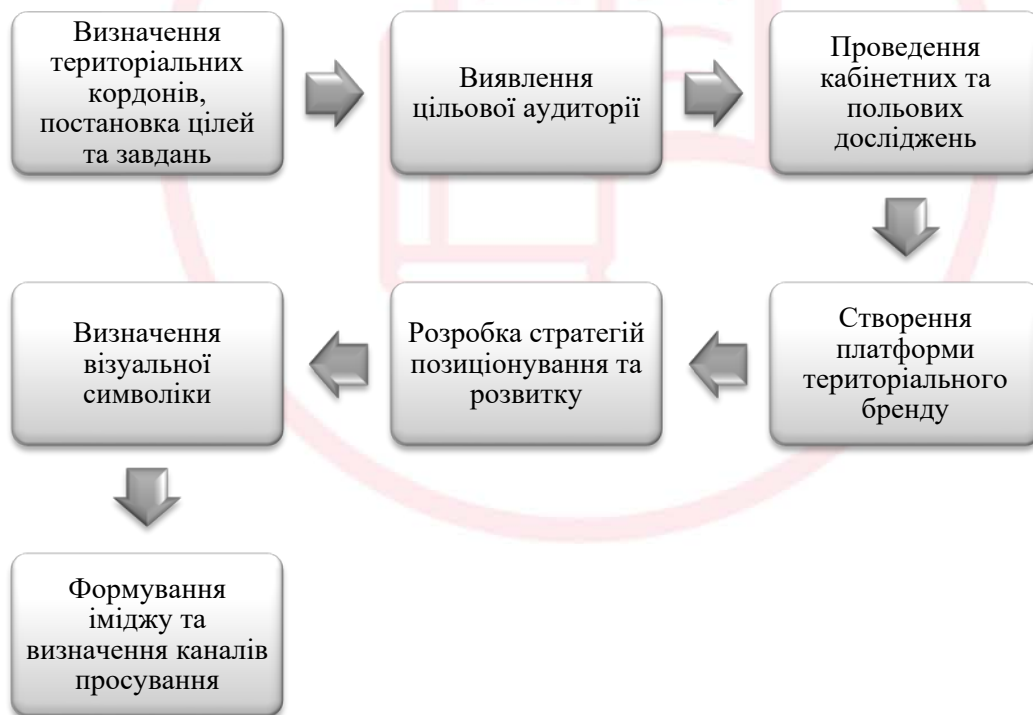 Визначення
територіальних
кордонів,
постановка цілей
та завдань
Виявлення
цільової аудиторії
Проведення
кабінетних та
польових
досліджень
Створення
платформи
територіального
бренду
Розробка стратегій
позиціонування та
розвитку
Визначення
візуальної
символіки
Формування
іміджу та
визначення каналів
просування